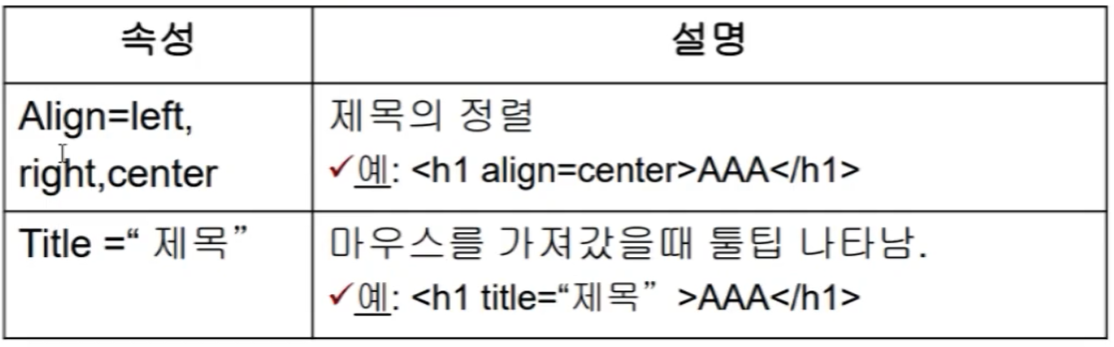 속성
설명
Align=left,
right,center
제목의 정렬
✓예: <h1 align=center>AAA</h1>
Title =“ 제목”
마우스를 가져갔을때 툴팁 나타남.
✓예: <h1 title=“제목” >AAA</h1>